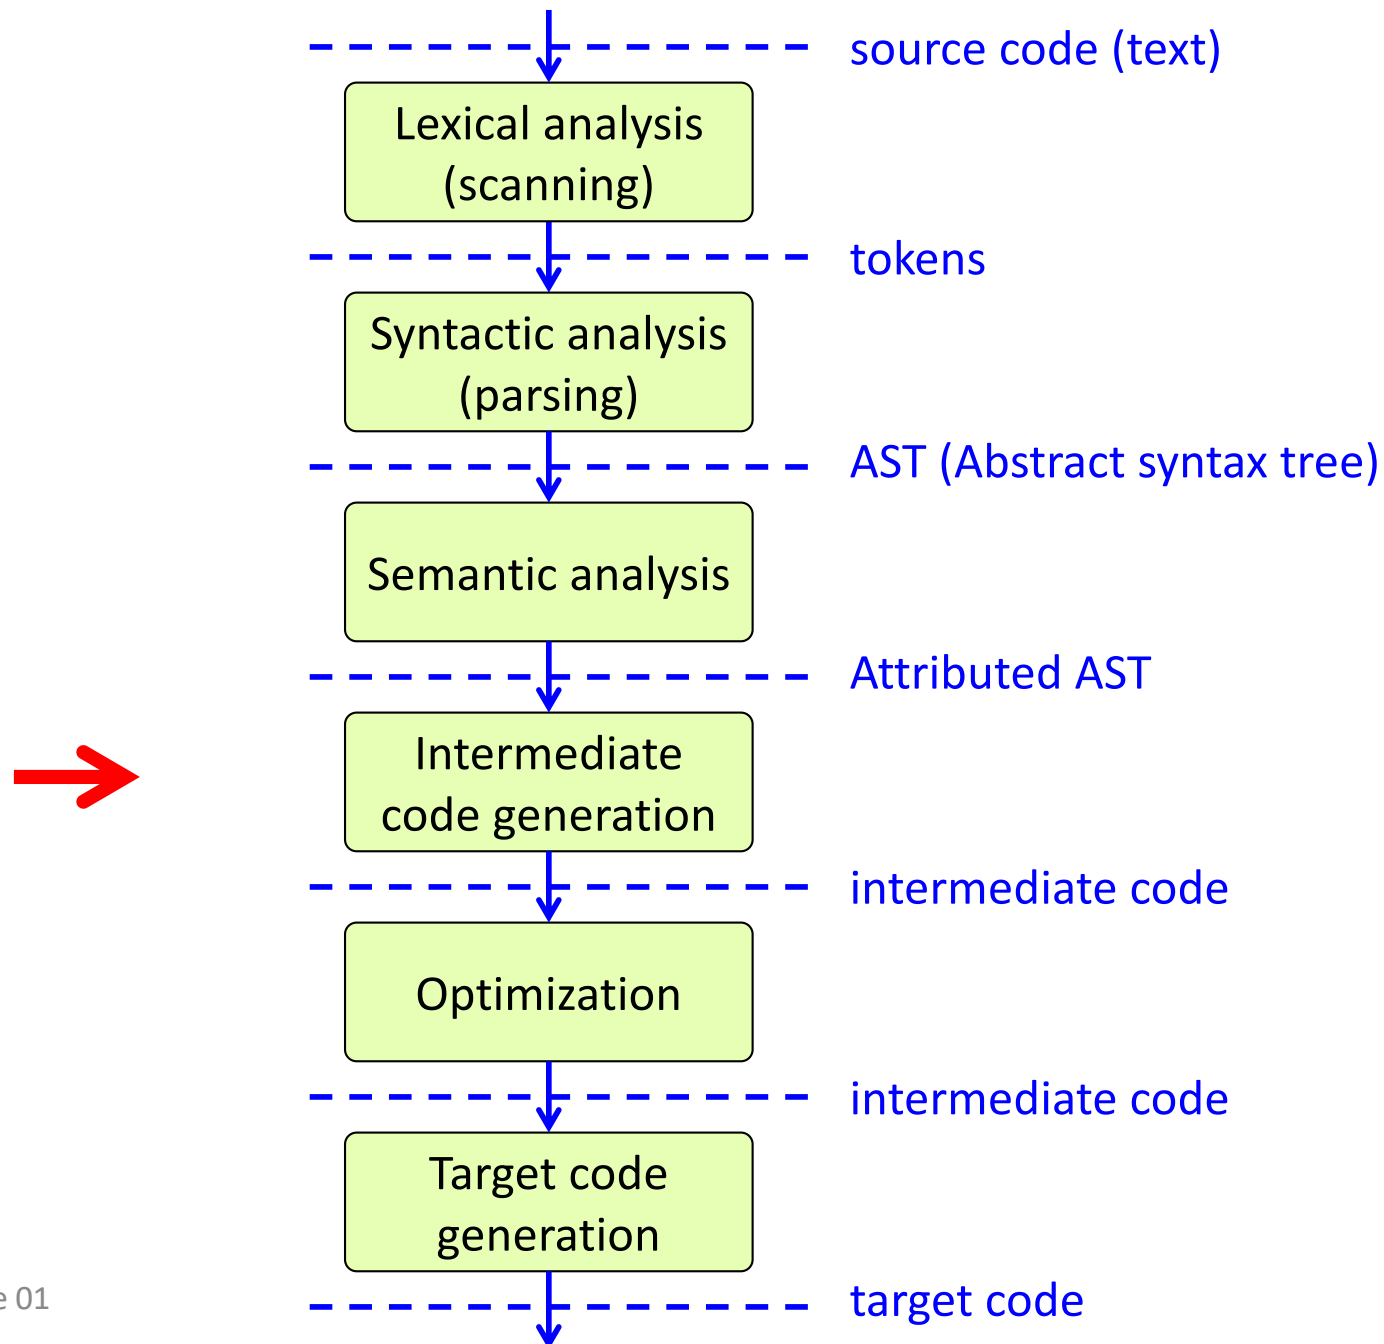 source code (text)
Lexical analysis
(scanning)
tokens
Syntactic analysis
(parsing)
AST (Abstract syntax tree)
Semantic analysis
Attributed AST
Intermediate
code generation
intermediate code
Optimization
intermediate code
Target code
generation
e 01
target code